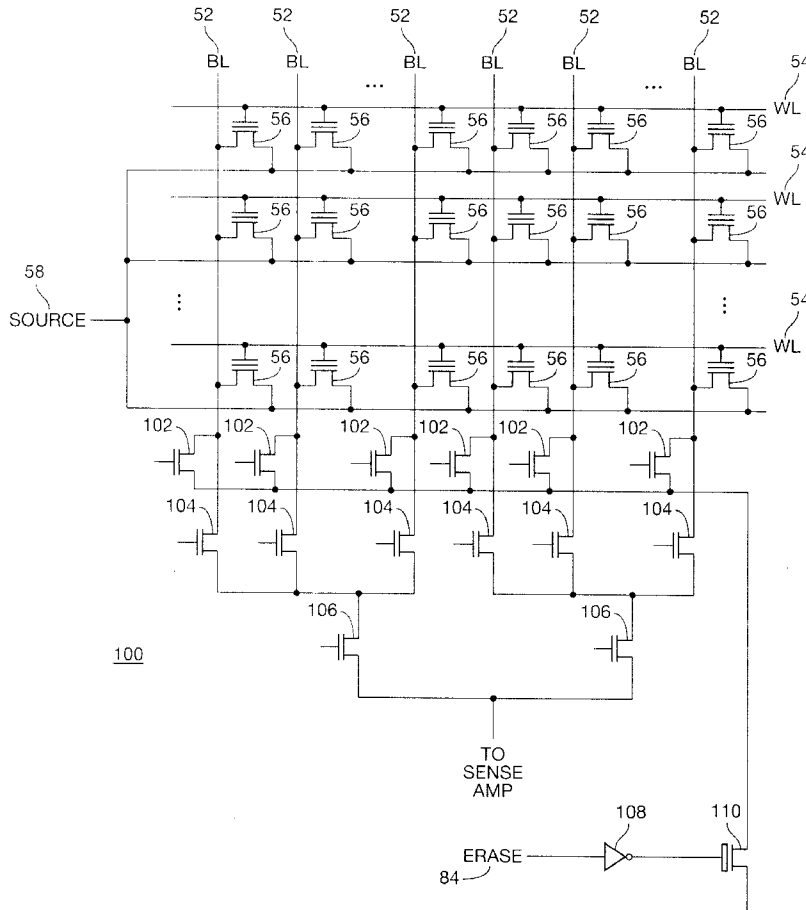 52 52 52 52 52 52
BL BL BL BL BL BL
... ...
54
WL
56 56 56 56 56 56
54
WL
56 56 56 56 56 56
58
SOURCE
... ...
54
WL
56 56 56 56 56 56
102 102 102 102 102 102
104 104 104 104 104 104
106 106
100
TO
SENSE
AMP
108 110
ERASE
84